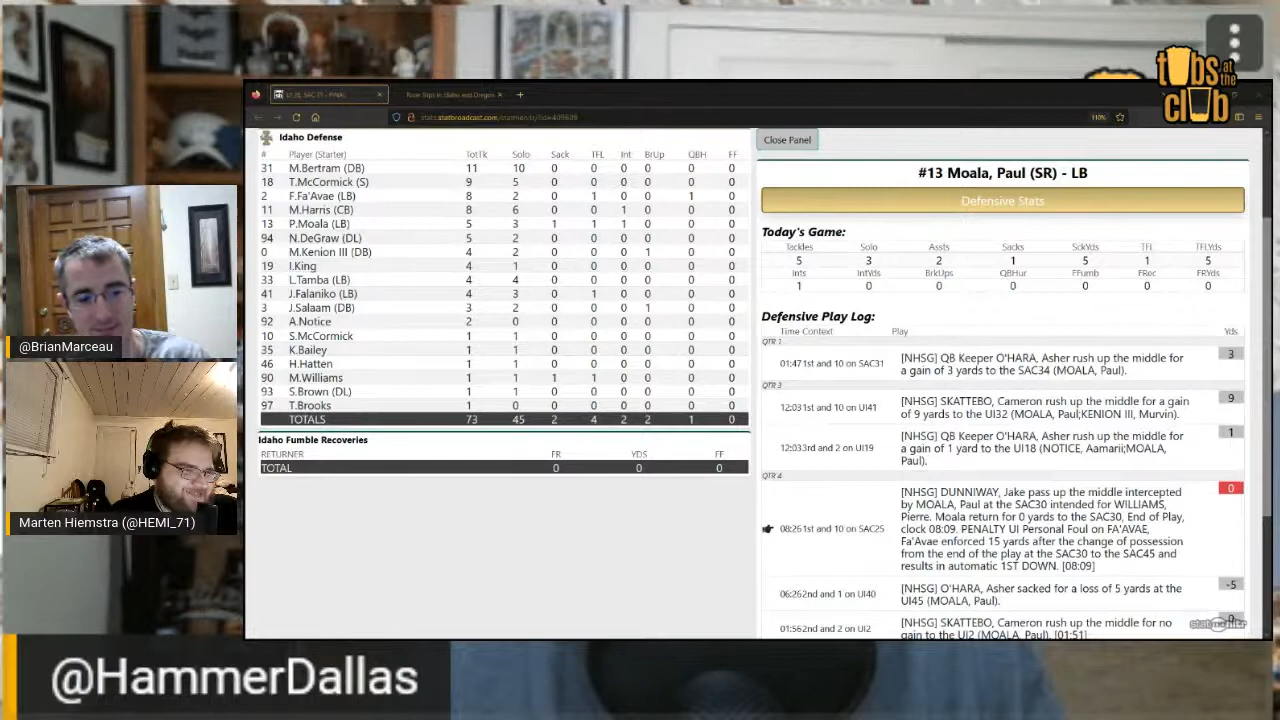 tubs
at the
club
UI 28, SAC 31 - FINAL
River Trips in Idaho and Oregon
stats.statbroadcast.com/statmonitr/?id=409609
110%
Idaho Defense
# Player (Starter) TotTk Solo Sack TFL Int BrUp QBH FF
31 M.Bertram (DB) 11 10 0 0 0 0 0 0
18 T.McCormick (S) 9 5 0 0 0 0 0 0
2 F.Fa'Avae (LB) 8 2 0 1 0 0 1 0
11 M.Harris (CB) 8 6 0 0 1 0 0 0
13 P.Moala (LB) 5 3 1 1 1 0 0 0
94 N.DeGraw (DL) 5 2 0 0 0 0 0 0
0 M.Kenion III (DB) 4 2 0 0 0 1 0 0
19 I.King 4 1 0 0 0 0 0 0
33 L.Tamba (LB) 4 4 0 0 0 0 0 0
41 J.Falaniko (LB) 4 3 0 1 0 0 0 0
3 J.Salaam (DB) 3 2 0 0 0 1 0 0
92 A.Notice 2 0 0 0 0 0 0 0
10 S.McCormick 1 1 0 0 0 0 0 0
35 K.Bailey 1 1 0 0 0 0 0 0
46 H.Hatten 1 1 0 0 0 0 0 0
90 M.Williams 1 1 1 1 0 0 0 0
93 S.Brown (DL) 1 1 0 0 0 0 0 0
97 T.Brooks 1 0 0 0 0 0 0 0
TOTALS 73 45 2 4 2 2 1 0
Idaho Fumble Recoveries
RETURNER FR YDS FF
TOTAL 0 0 0
Close Panel
#13 Moala, Paul (SR) - LB
Defensive Stats
Today's Game:
Tackles Solo Assts Sacks SckYds TFL TFLYds
5 3 2 1 5 1 5
Ints IntYds BrkUps QBHur FFumb FRec FRYds
1 0 0 0 0 0 0
Defensive Play Log:
Time Context Play Yds
QTR 1
01:47 1st and 10 on SAC31 [NHSG] QB Keeper O'HARA, Asher rush up the middle for 3
a gain of 3 yards to the SAC34 (MOALA, Paul).
QTR 3
12:03 1st and 10 on UI41 [NHSG] SKATTEBO, Cameron rush up the middle for a gain 9
of 9 yards to the UI32 (MOALA, Paul;KENION III, Murvin).
12:03 3rd and 2 on UI19 [NHSG] QB Keeper O'HARA, Asher rush up the middle for a 1
gain of 1 yard to the UI18 (NOTICE, Aamarii;MOALA,
Paul).
QTR 4
08:26 1st and 10 on SAC25 [NHSG] DUNNIWAY, Jake pass up the middle intercepted 0
by MOALA, Paul at the SAC30 intended for WILLIAMS,
Pierre. Moala return for 0 yards to the SAC30, End of Play,
clock 08:09. PENALTY UI Personal Foul on FA'AVAE,
Fa'Avae enforced 15 yards after the change of possession
from the end of the play at the SAC30 to the SAC45 and
results in automatic 1ST DOWN. [08:09]
06:26 2nd and 1 on UI40 [NHSG] O'HARA, Asher sacked for a loss of 5 yards at the -5
UI45 (MOALA, Paul).
01:56 2nd and 2 on UI2 [NHSG] SKATTEBO, Cameron rush up the middle for no 0
gain to the UI2 (MOALA, Paul). [01:51]
@BrianMarceau
Marten Hiemstra (@HEMI_71)
@HammerDallas